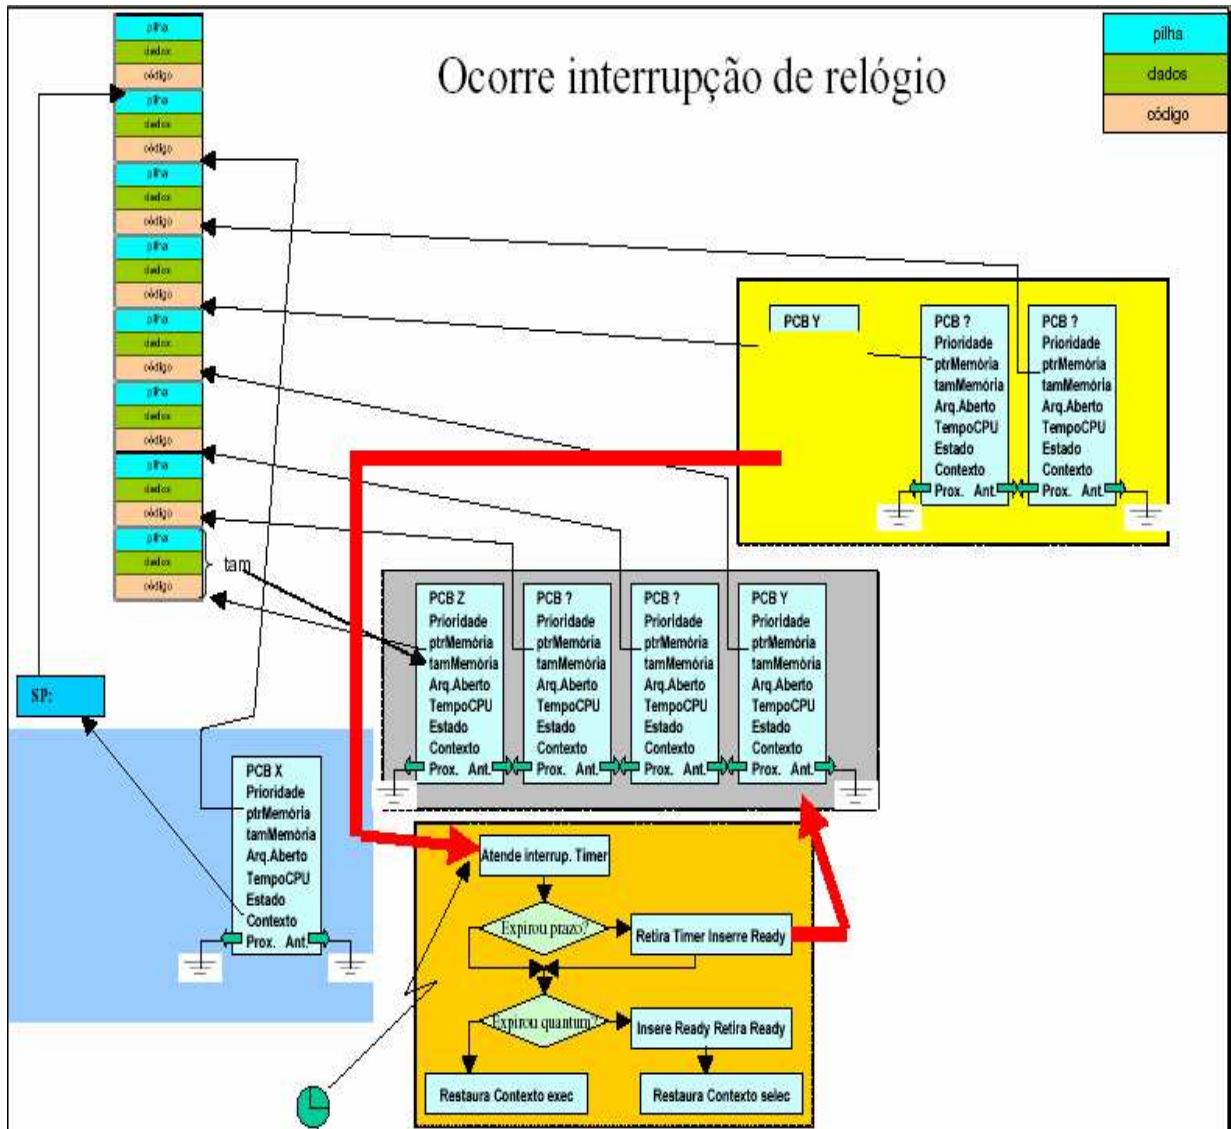 Ocorre interrupção de relógio
pilha
dados
código
pilha
dados
código
pilha
dados
código
pilha
dados
código
pilha
dados
código
pilha
dados
código
pilha
dados
código
pilha
dados
código
pilha
dados
código
tam
PCB Y
PCB ?
Prioridade
ptrMemória
tamMemória
Arq.Aberto
TempoCPU
Estado
Contexto
Prox. Ant.
PCB ?
Prioridade
ptrMemória
tamMemória
Arq.Aberto
TempoCPU
Estado
Contexto
Prox. Ant.
PCB Z
Prioridade
ptrMemória
tamMemória
Arq.Aberto
TempoCPU
Estado
Contexto
Prox. Ant.
PCB ?
Prioridade
ptrMemória
tamMemória
Arq.Aberto
TempoCPU
Estado
Contexto
Prox. Ant.
PCB ?
Prioridade
ptrMemória
tamMemória
Arq.Aberto
TempoCPU
Estado
Contexto
Prox. Ant.
PCB Y
Prioridade
ptrMemória
tamMemória
Arq.Aberto
TempoCPU
Estado
Contexto
Prox. Ant.
SP:
PCB X
Prioridade
ptrMemória
tamMemória
Arq.Aberto
TempoCPU
Estado
Contexto
Prox. Ant.
Atende interrup. Timer
Expirou prazo?
Retira Timer Inserre Ready
Expirou quantum?
Insere Ready Retira Ready
Restaura Contexto exec
Restaura Contexto selec